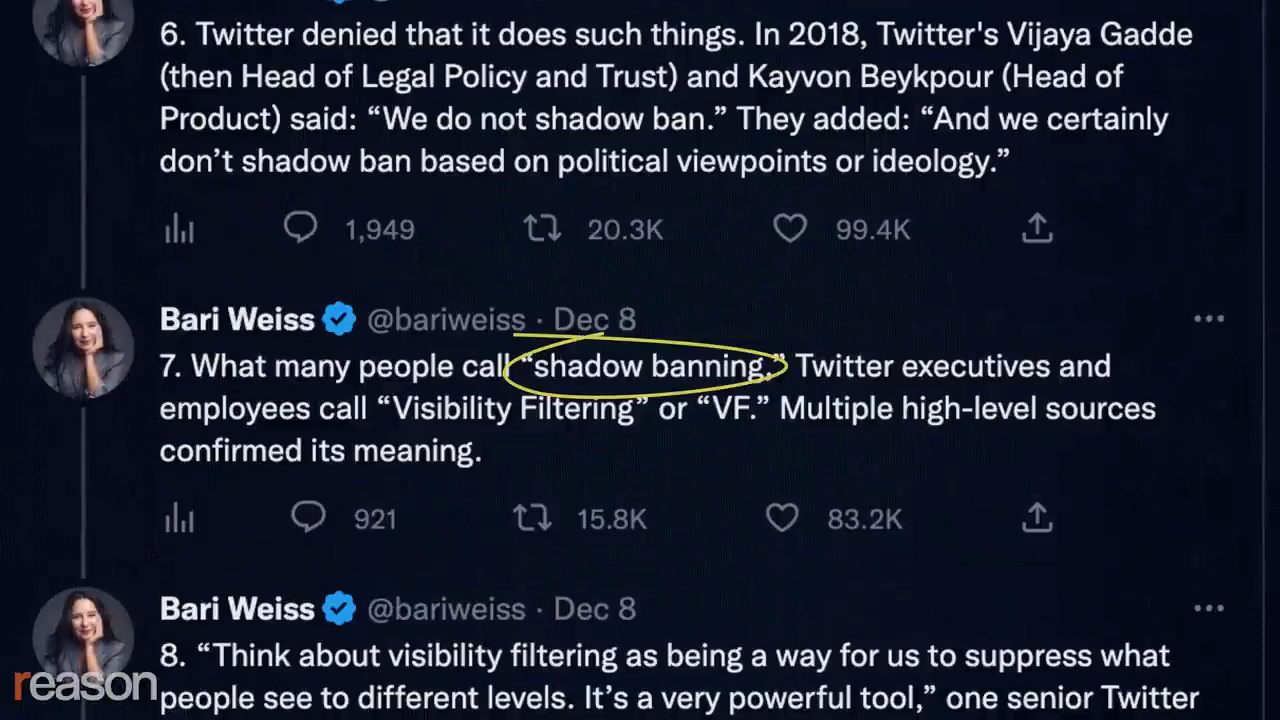 6. Twitter denied that it does such things. In 2018, Twitter's Vijaya Gadde
(then Head of Legal Policy and Trust) and Kayvon Beykpour (Head of
Product) said: “We do not shadow ban.” They added: “And we certainly
don’t shadow ban based on political viewpoints or ideology.”
1,949 20.3K 99.4K
Bari Weiss @bariweiss · Dec 8
7. What many people call “shadow banning,” Twitter executives and
employees call “Visibility Filtering” or “VF.” Multiple high-level sources
confirmed its meaning.
921 15.8K 83.2K
Bari Weiss @bariweiss · Dec 8
8. “Think about visibility filtering as being a way for us to suppress what
people see to different levels. It’s a very powerful tool,” one senior Twitter
reason